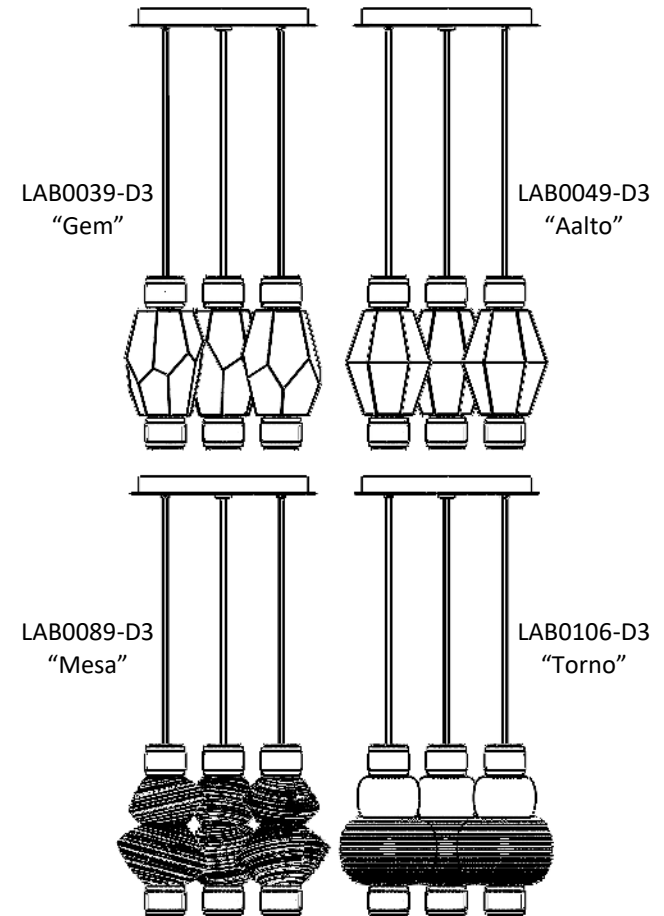 LAB0039-D3
“Gem”
LAB0049-D3
“Aalto”
LAB0089-D3
“Mesa”
LAB0106-D3
“Torno”